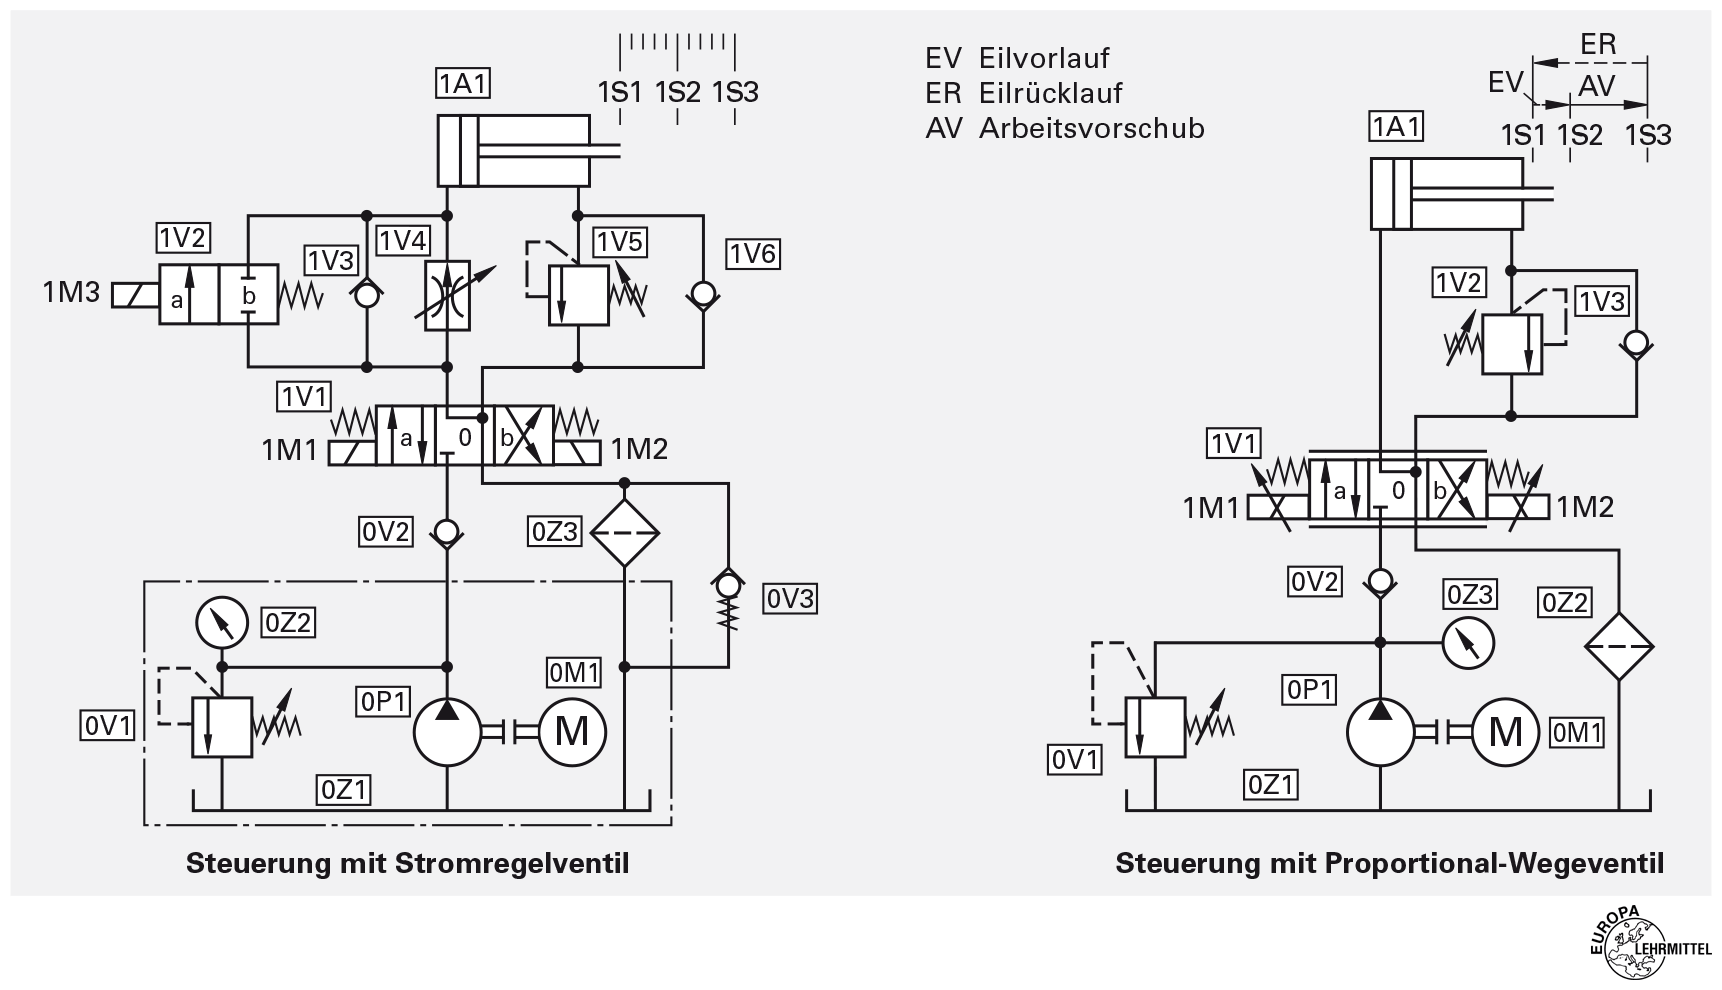 1A1
1S1 1S2 1S3
1V2
1V3
1V4
1V5
1V6
1M3
a
b
1V1
1M1
a
0
b
1M2
0V2
0Z3
0V3
0Z2
0M1
0P1
M
0V1
0Z1
Steuerung mit Stromregelventil
EV Eilvorlauf
ER Eilrücklauf
AV Arbeitsvorschub
ER
EV
AV
1S1 1S2 1S3
1A1
1V2
1V3
1V1
1M1
a
0
b
1M2
0V2
0Z3
0Z2
0P1
M
0M1
0V1
0Z1
Steuerung mit Proportional-Wegeventil
EUROPA
LEHRMITTEL